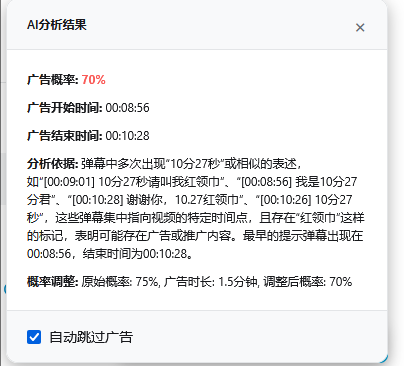 AI分析结果
×
广告概率: 70%
广告开始时间: 00:08:56
广告结束时间: 00:10:28
分析依据: 弹幕中多次出现“10分27秒”或相似的表述，
如“[00:09:01] 10分27秒请叫我红领巾”、“[00:08:56] 我是10分27
分君”、“[00:10:28] 谢谢你，10.27红领巾”、“[00:10:26] 10分27
秒”，这些弹幕集中指向视频的特定时间点，且存在“红领巾”这样
的标记，表明可能存在广告或推广内容。最早的提示弹幕出现在
00:08:56，结束时间为00:10:28。
概率调整: 原始概率: 75%, 广告时长: 1.5分钟, 调整后概率: 70%
自动跳过广告